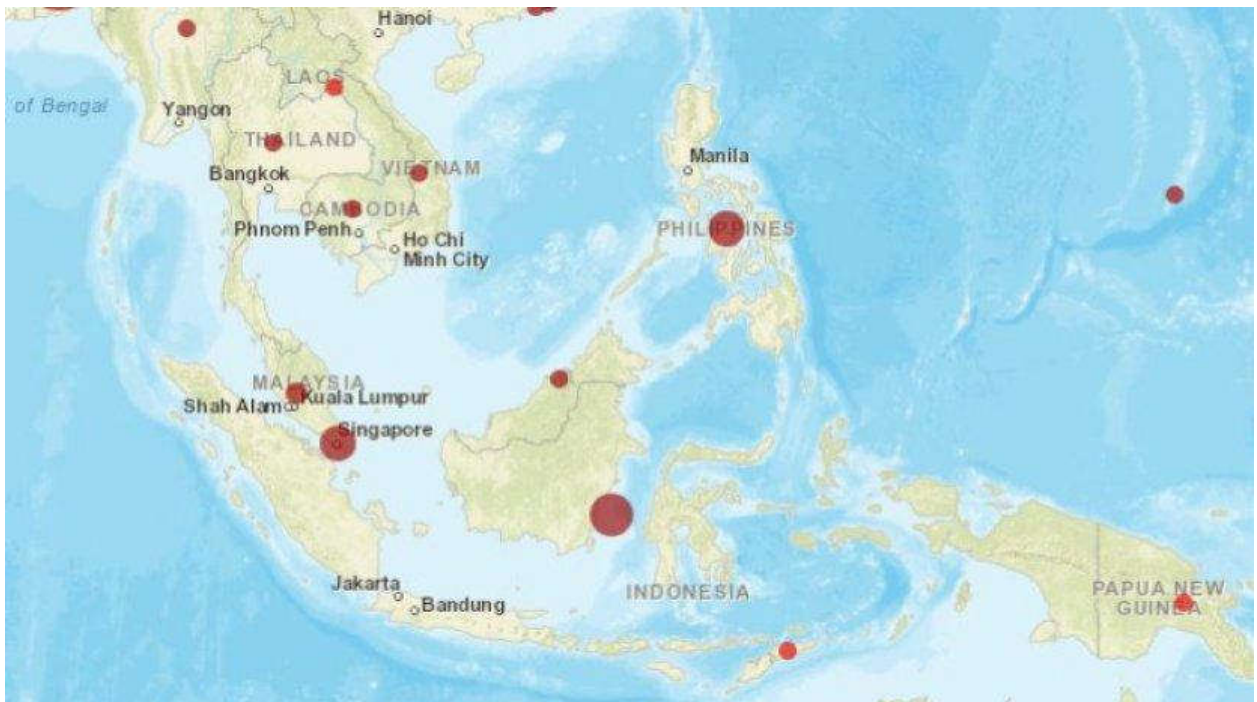 Hanoi
LAOS
of Bengal
Yangon
THAILAND
Manila
VIETNAM
Bangkok
CAMBODIA
Phnom Penh
Ho Chi
Minh City
PHILIPPINES
MALAYSIA
Shah Alam
Kuala Lumpur
Singapore
Jakarta
Bandung
INDONESIA
PAPUA NEW
GUINEA